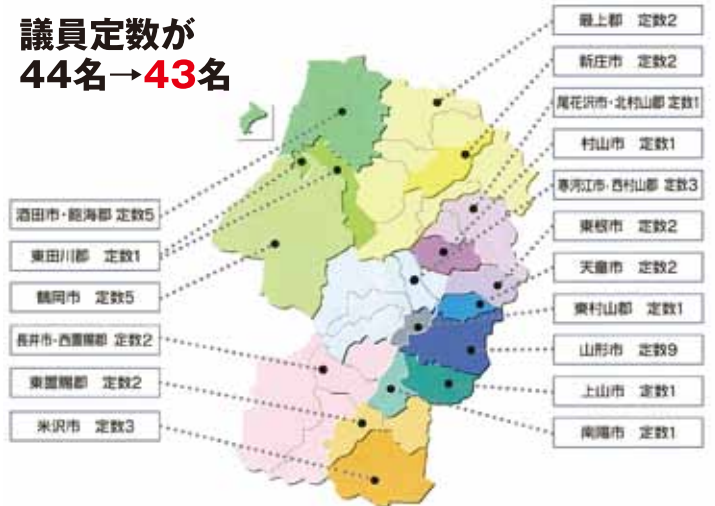 議員定数が
44名→43名
最上郡 定数2
新庄市 定数2
尾花沢市・北村山郡 定数1
村山市 定数1
寒河江市・西村山郡 定数3
東根市 定数2
天童市 定数2
東村山郡 定数1
山形市 定数9
上山市 定数1
南陽市 定数1
酒田市・飽海郡 定数5
東田川郡 定数1
鶴岡市 定数5
長井市・西置賜郡 定数2
東置賜郡 定数2
米沢市 定数3